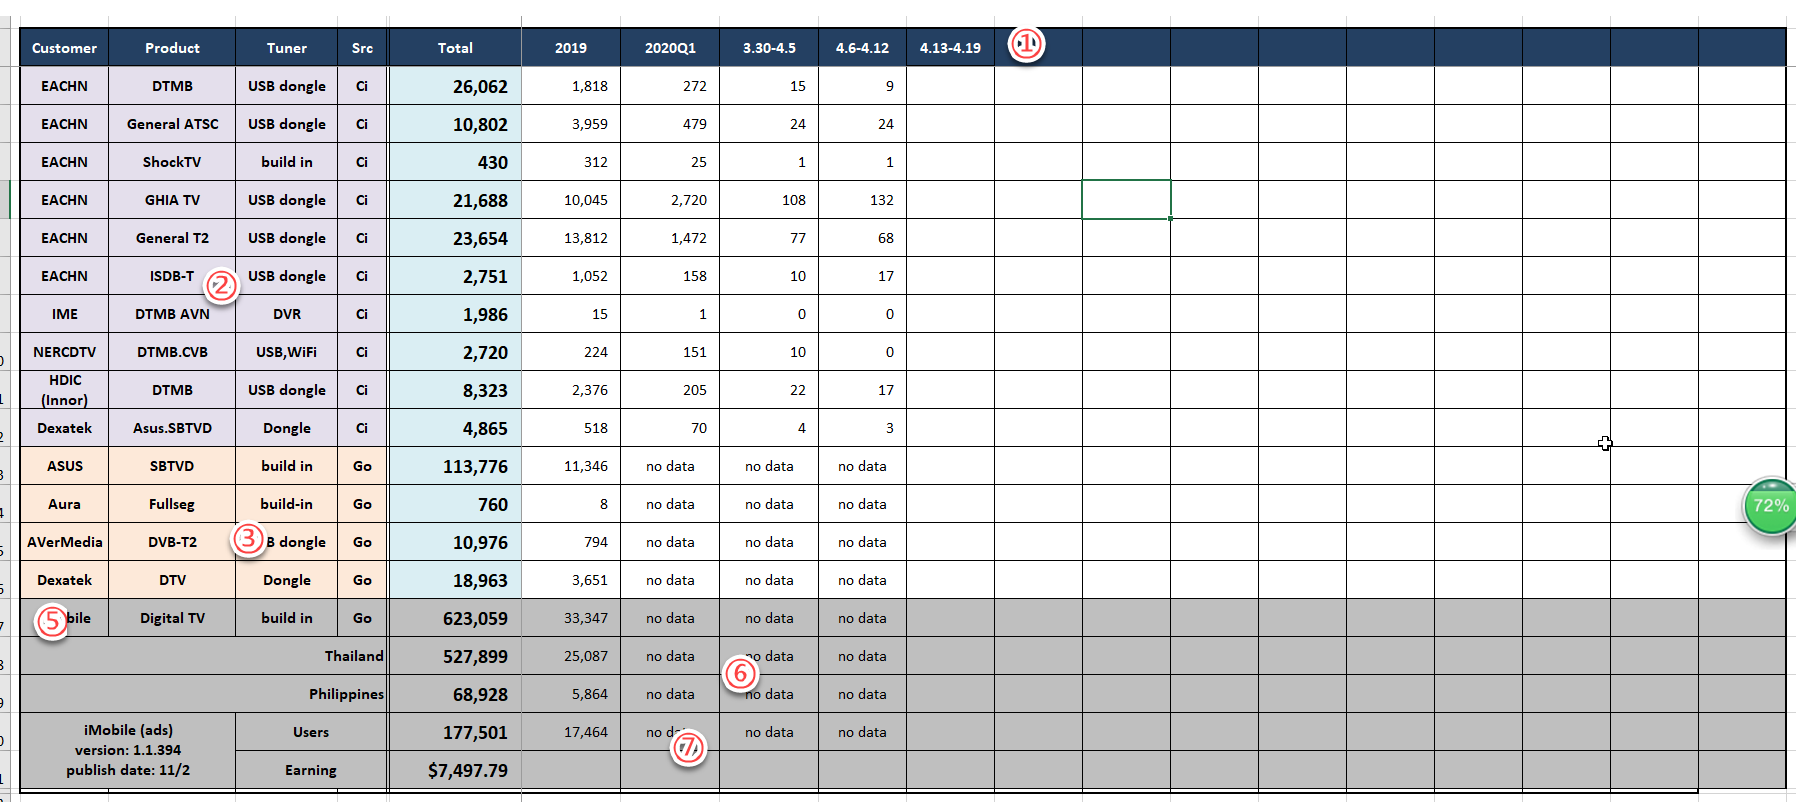 Customer Product Tuner Src Total 2019 2020Q1 3.30-4.5 4.6-4.12 4.13-4.19 ①
EACHN DTMB USB dongle Ci 26,062 1,818 272 15 9
EACHN General ATSC USB dongle Ci 10,802 3,959 479 24 24
EACHN ShockTV build in Ci 430 312 25 1 1
EACHN GHIA TV USB dongle Ci 21,688 10,045 2,720 108 132
EACHN General T2 USB dongle Ci 23,654 13,812 1,472 77 68
EACHN ISDB-T ② USB dongle Ci 2,751 1,052 158 10 17
IME DTMB AVN DVR Ci 1,986 15 1 0 0
NERCDTV DTMB.CVB USB,WiFi Ci 2,720 224 151 10 0
HDIC
(Innor) DTMB USB dongle Ci 8,323 2,376 205 22 17
Dexatek Asus.SBTVD Dongle Ci 4,865 518 70 4 3
ASUS SBTVD build in Go 113,776 11,346 no data no data no data
Aura Fullseg build-in Go 760 8 no data no data no data
72%
AVerMedia DVB-T2 ③ B dongle Go 10,976 794 no data no data no data
Dexatek DTV Dongle Go 18,963 3,651 no data no data no data
⑤ bile Digital TV build in Go 623,059 33,347 no data no data no data
Thailand 527,899 25,087 no data no data no data
⑥
Philippines 68,928 5,864 no data no data no data
iMobile (ads)
version: 1.1.394
publish date: 11/2
Users 177,501 17,464 no data no data no data
⑦
Earning $7,497.79